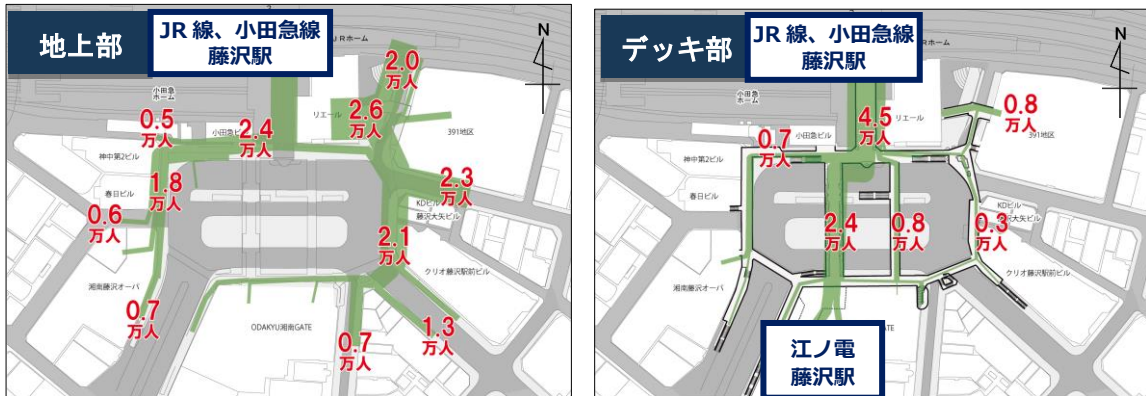 地上部
JR 線、小田急線
藤沢駅
JRホーム
N
小田急
ホーム
2.0
万人
2.6
万人
リエール
0.5
万人
小田急ビル
2.4
万人
391地区
神中第2ビル
春日ビル
1.8
万人
2.3
万人
0.6
万人
KDビル
藤沢大矢ビル
2.1
万人
クリオ藤沢駅前ビル
湘南藤沢オーパ
0.7
万人
ODAKYU湘南GATE
0.7
万人
1.3
万人
デッキ部
JR 線、小田急線
藤沢駅
JRホーム
N
小田急
ホーム
4.5
万人
リエール
0.8
万人
0.7
万人
小田急ビル
391地区
神中第2ビル
春日ビル
KDビル
藤沢大矢ビル
2.4
万人
0.8
万人
0.3
万人
クリオ藤沢駅前ビル
湘南藤沢オーパ
江ノ電
藤沢駅